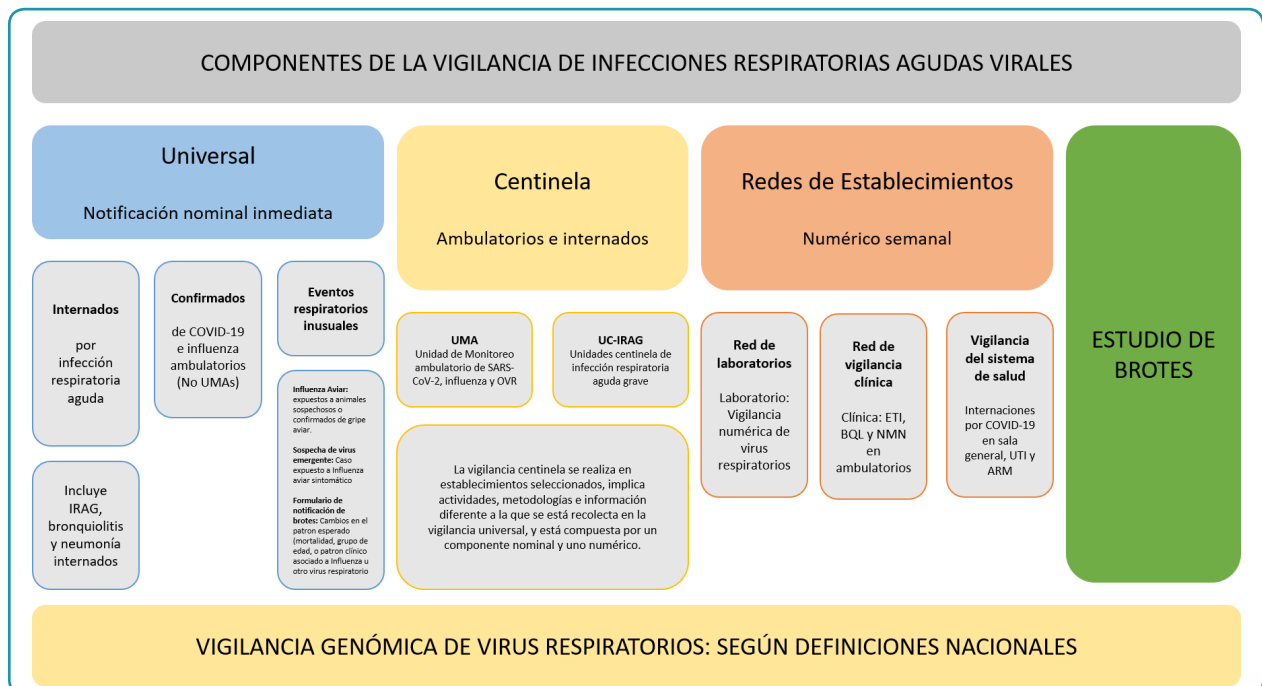 COMPONENTES DE LA VIGILANCIA DE INFECCIONES RESPIRATORIAS AGUDAS VIRALES
Universal
Notificación nominal inmediata
Internados
por
infección
respiratoria
aguda
Incluye
IRAG,
bronquiolitis
y neumonía
internados
Confirmados
de COVID-19
e influenza
ambulatorios
(No UMAs)
Eventos
respiratorios
inusuales
Influenza Aviar:
expuestos a animales
sospechosos o
confirmados de gripe
aviar.
Sospecha de virus
emergente: Caso
expuesto a Influenza
aviar sintomático
Formulario de
notificación de
brotes: Cambios en el
patron esperado
(mortalidad, grupo de
edad, o patron clínico
asociado a Influenza u
otro virus respiratorio
Centinela
Ambulatorios e internados
UMA
Unidad de Monitoreo
ambulatorio de SARS-
CoV-2, influenza y OVR
UC-IRAG
Unidades centinela de
infección respiratoria
aguda grave
La vigilancia centinela se realiza en
establecimientos seleccionados, implica
actividades, metodologías e información
diferente a la que se está recolecta en la
vigilancia universal, y está compuesta por un
componente nominal y uno numérico.
Redes de Establecimientos
Numérico semanal
Red de
laboratorios
Laboratorio:
Vigilancia
numérica de
virus
respiratorios
Red de
vigilancia
clínica
Clínica: ETI,
BQL y NMN
en
ambulatorios
Vigilancia
del sistema
de salud
Internaciones
por COVID-19
en sala
general, UTI y
ARM
ESTUDIO DE
BROTES
VIGILANCIA GENÓMICA DE VIRUS RESPIRATORIOS: SEGÚN DEFINICIONES NACIONALES